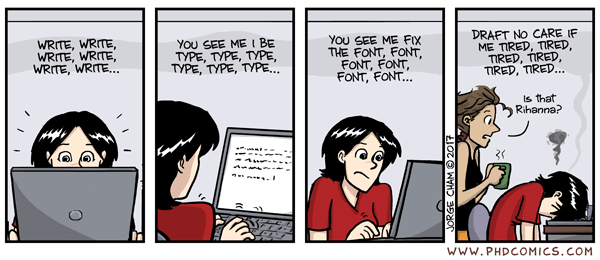 WRITE, WRITE,
WRITE, WRITE,
WRITE, WRITE...
YOU SEE ME I BE
TYPE, TYPE, TYPE,
TYPE, TYPE, TYPE...
YOU SEE ME FIX
THE FONT, FONT,
FONT, FONT,
FONT, FONT...
JORGE CHAM © 2017
DRAFT NO CARE IF
ME TIRED, TIRED,
TIRED, TIRED,
TIRED, TIRED...
Is that
Rihanna?
WWW.PHDCOMICS.COM